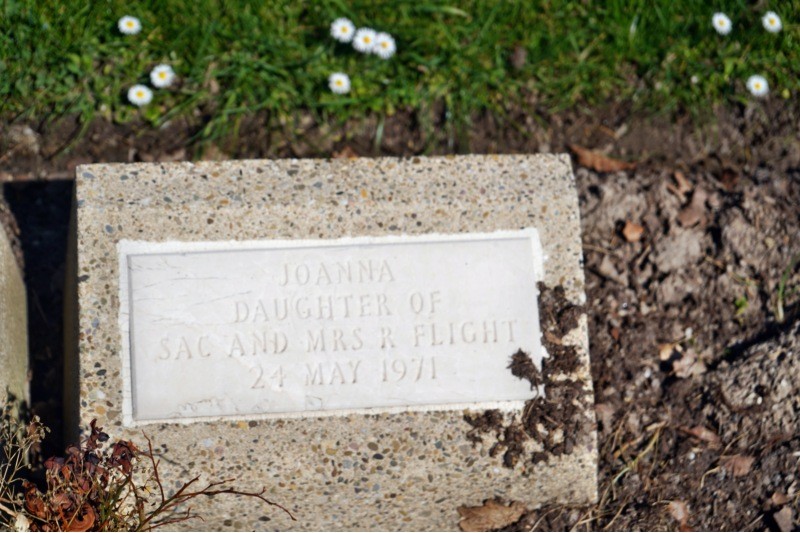 JOANNA
DAUGHTER OF
SAC AND MRS R FLIGHT
24 MAY 1971